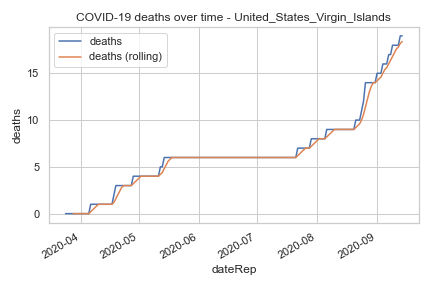 COVID-19 deaths over time - United_States_Virgin_Islands
deaths
deaths (rolling)
deaths
15
10
5
0
2020-04
2020-05
2020-06
2020-07
2020-08
2020-09
dateRep